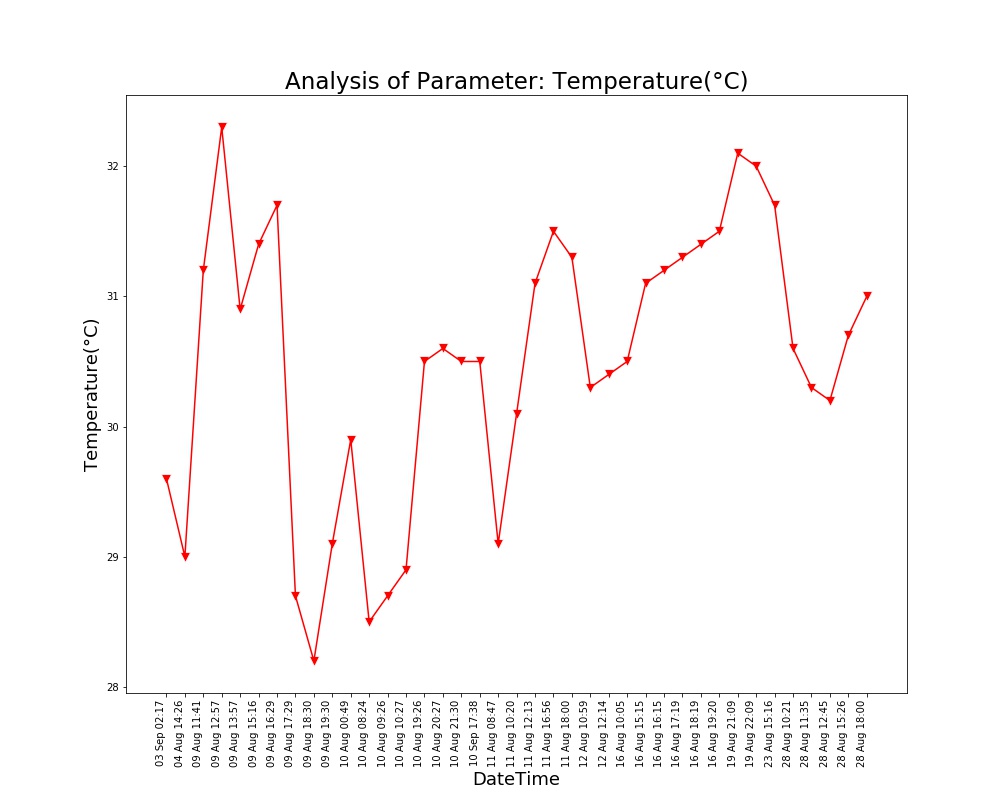 Analysis of Parameter: Temperature(°C)
Temperature(°C)
32
31
30
29
28
03 Sep 02:17
04 Aug 14:26
09 Aug 11:41
09 Aug 12:57
09 Aug 13:57
09 Aug 15:16
09 Aug 16:29
09 Aug 17:29
09 Aug 18:30
09 Aug 19:30
10 Aug 00:49
10 Aug 08:24
10 Aug 09:26
10 Aug 10:27
10 Aug 19:26
10 Aug 20:27
10 Aug 21:30
10 Sep 17:38
11 Aug 08:47
11 Aug 10:20
11 Aug 12:13
11 Aug 16:56
11 Aug 18:00
12 Aug 10:59
12 Aug 12:14
16 Aug 10:05
16 Aug 15:15
16 Aug 16:15
16 Aug 17:19
16 Aug 18:19
16 Aug 19:20
19 Aug 21:09
19 Aug 22:09
23 Aug 15:16
28 Aug 10:21
28 Aug 11:35
28 Aug 12:45
28 Aug 15:26
28 Aug 18:00
DateTime